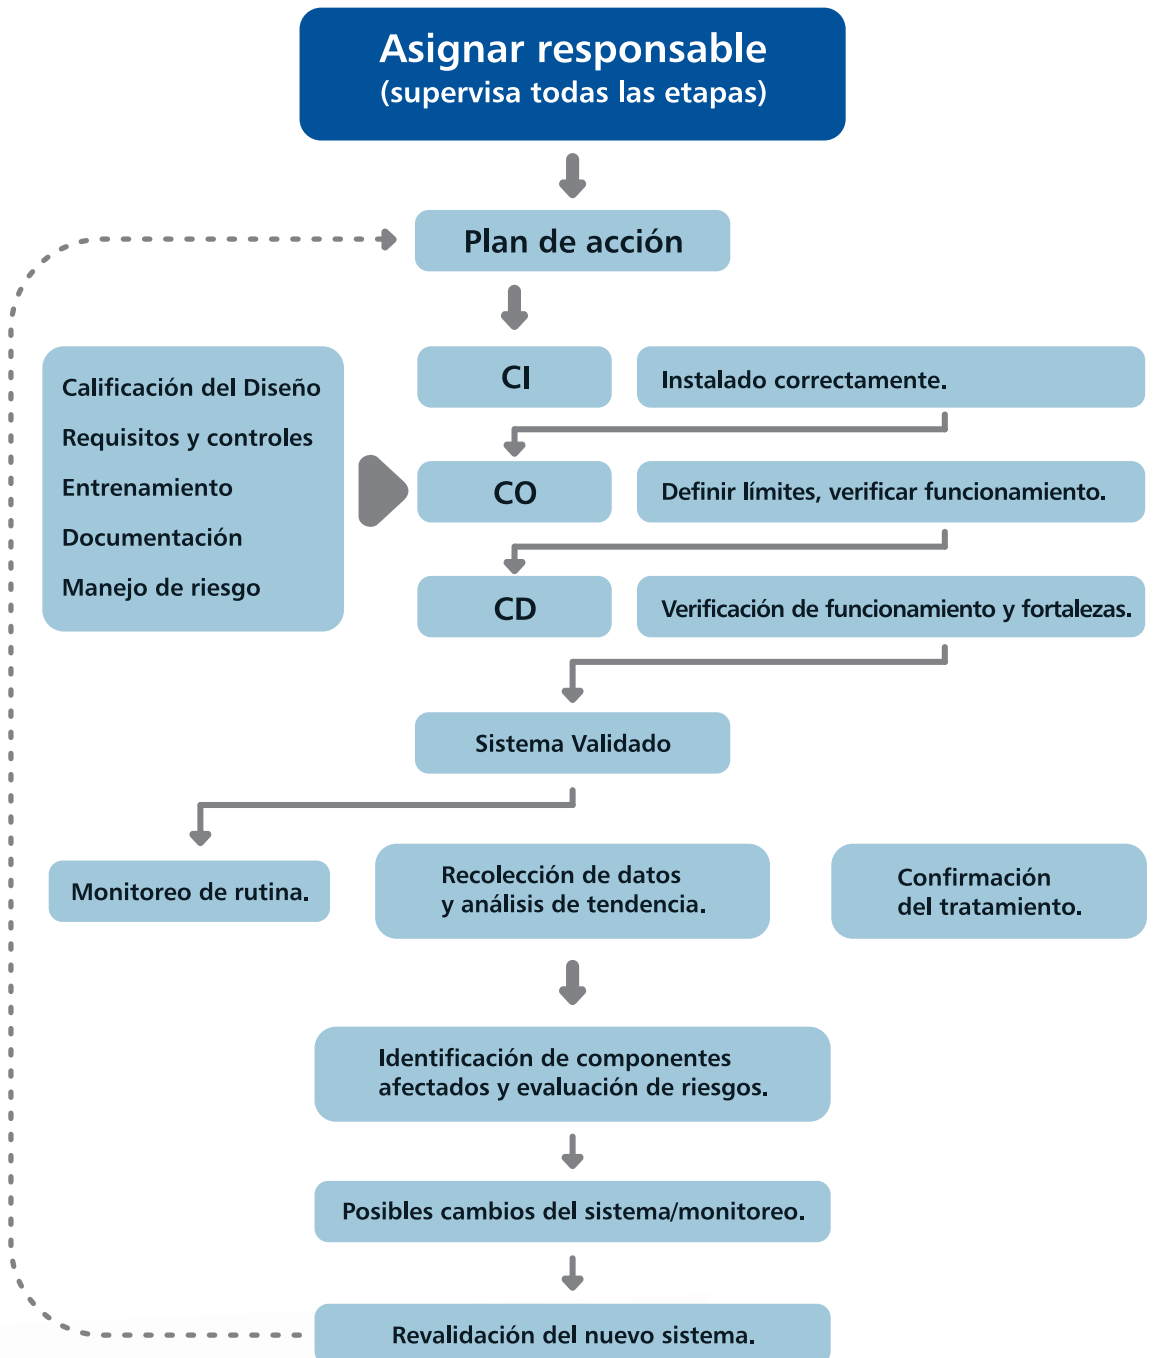 Asignar responsable
(supervisa todas las etapas)
Plan de acción
Calificación del Diseño
Requisitos y controles
Entrenamiento
Documentación
Manejo de riesgo
CI
Instalado correctamente.
CO
Definir límites, verificar funcionamiento.
CD
Verificación de funcionamiento y fortalezas.
Sistema Validado
Monitoreo de rutina.
Recolección de datos
y análisis de tendencia.
Confirmación
del tratamiento.
Identificación de componentes
afectados y evaluación de riesgos.
Posibles cambios del sistema/monitoreo.
Revalidación del nuevo sistema.